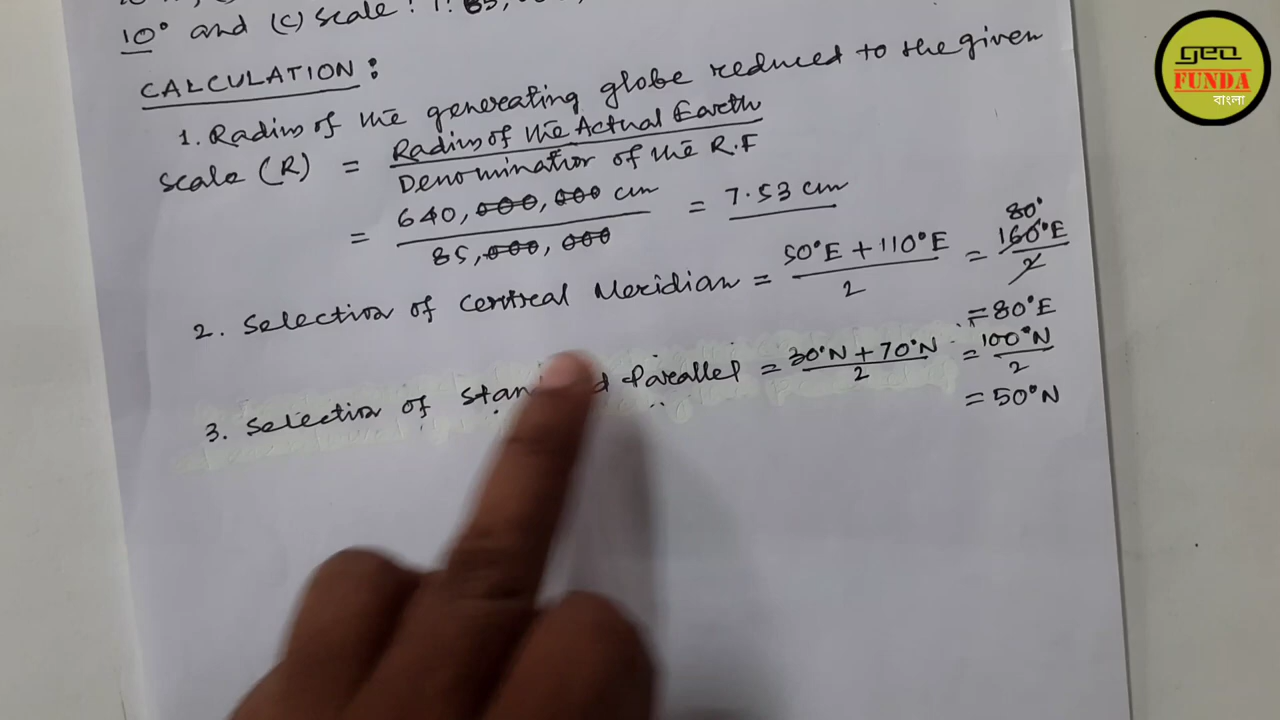 10° and (C) Scale: 1:85,
CALCULATION:
1. Radius of the generating globe reduced to the given
Scale (R) = Radius of the Actual Earth
Denominator of the R.F
= 640,000,000 cm = 7.53 cm
85,000,000
2. Selection of Central Meridian = 50°E + 110°E = 160°E 80°
2 2
= 80°E
3. Selection of Stan d Parallel = 30°N + 70°N = 100°N
2 2
= 50°N
geo
FUNDA
বাংলা